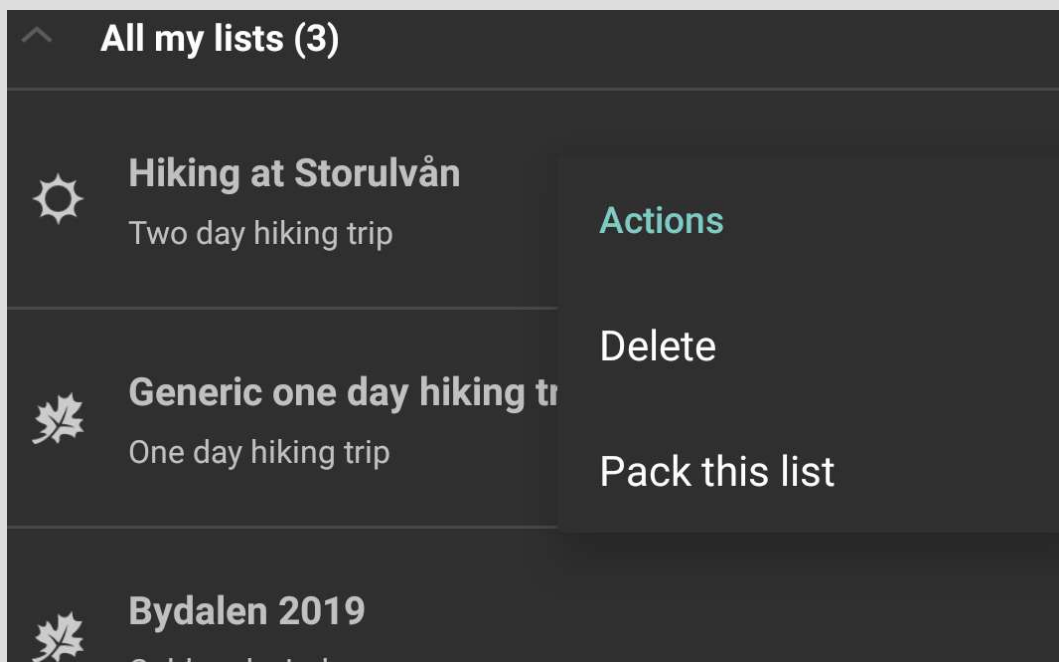 All my lists (3)
Hiking at Storulvån
Two day hiking trip
Actions
Delete
Generic one day hiking
One day hiking trip
Pack this list
Bydalen 2019